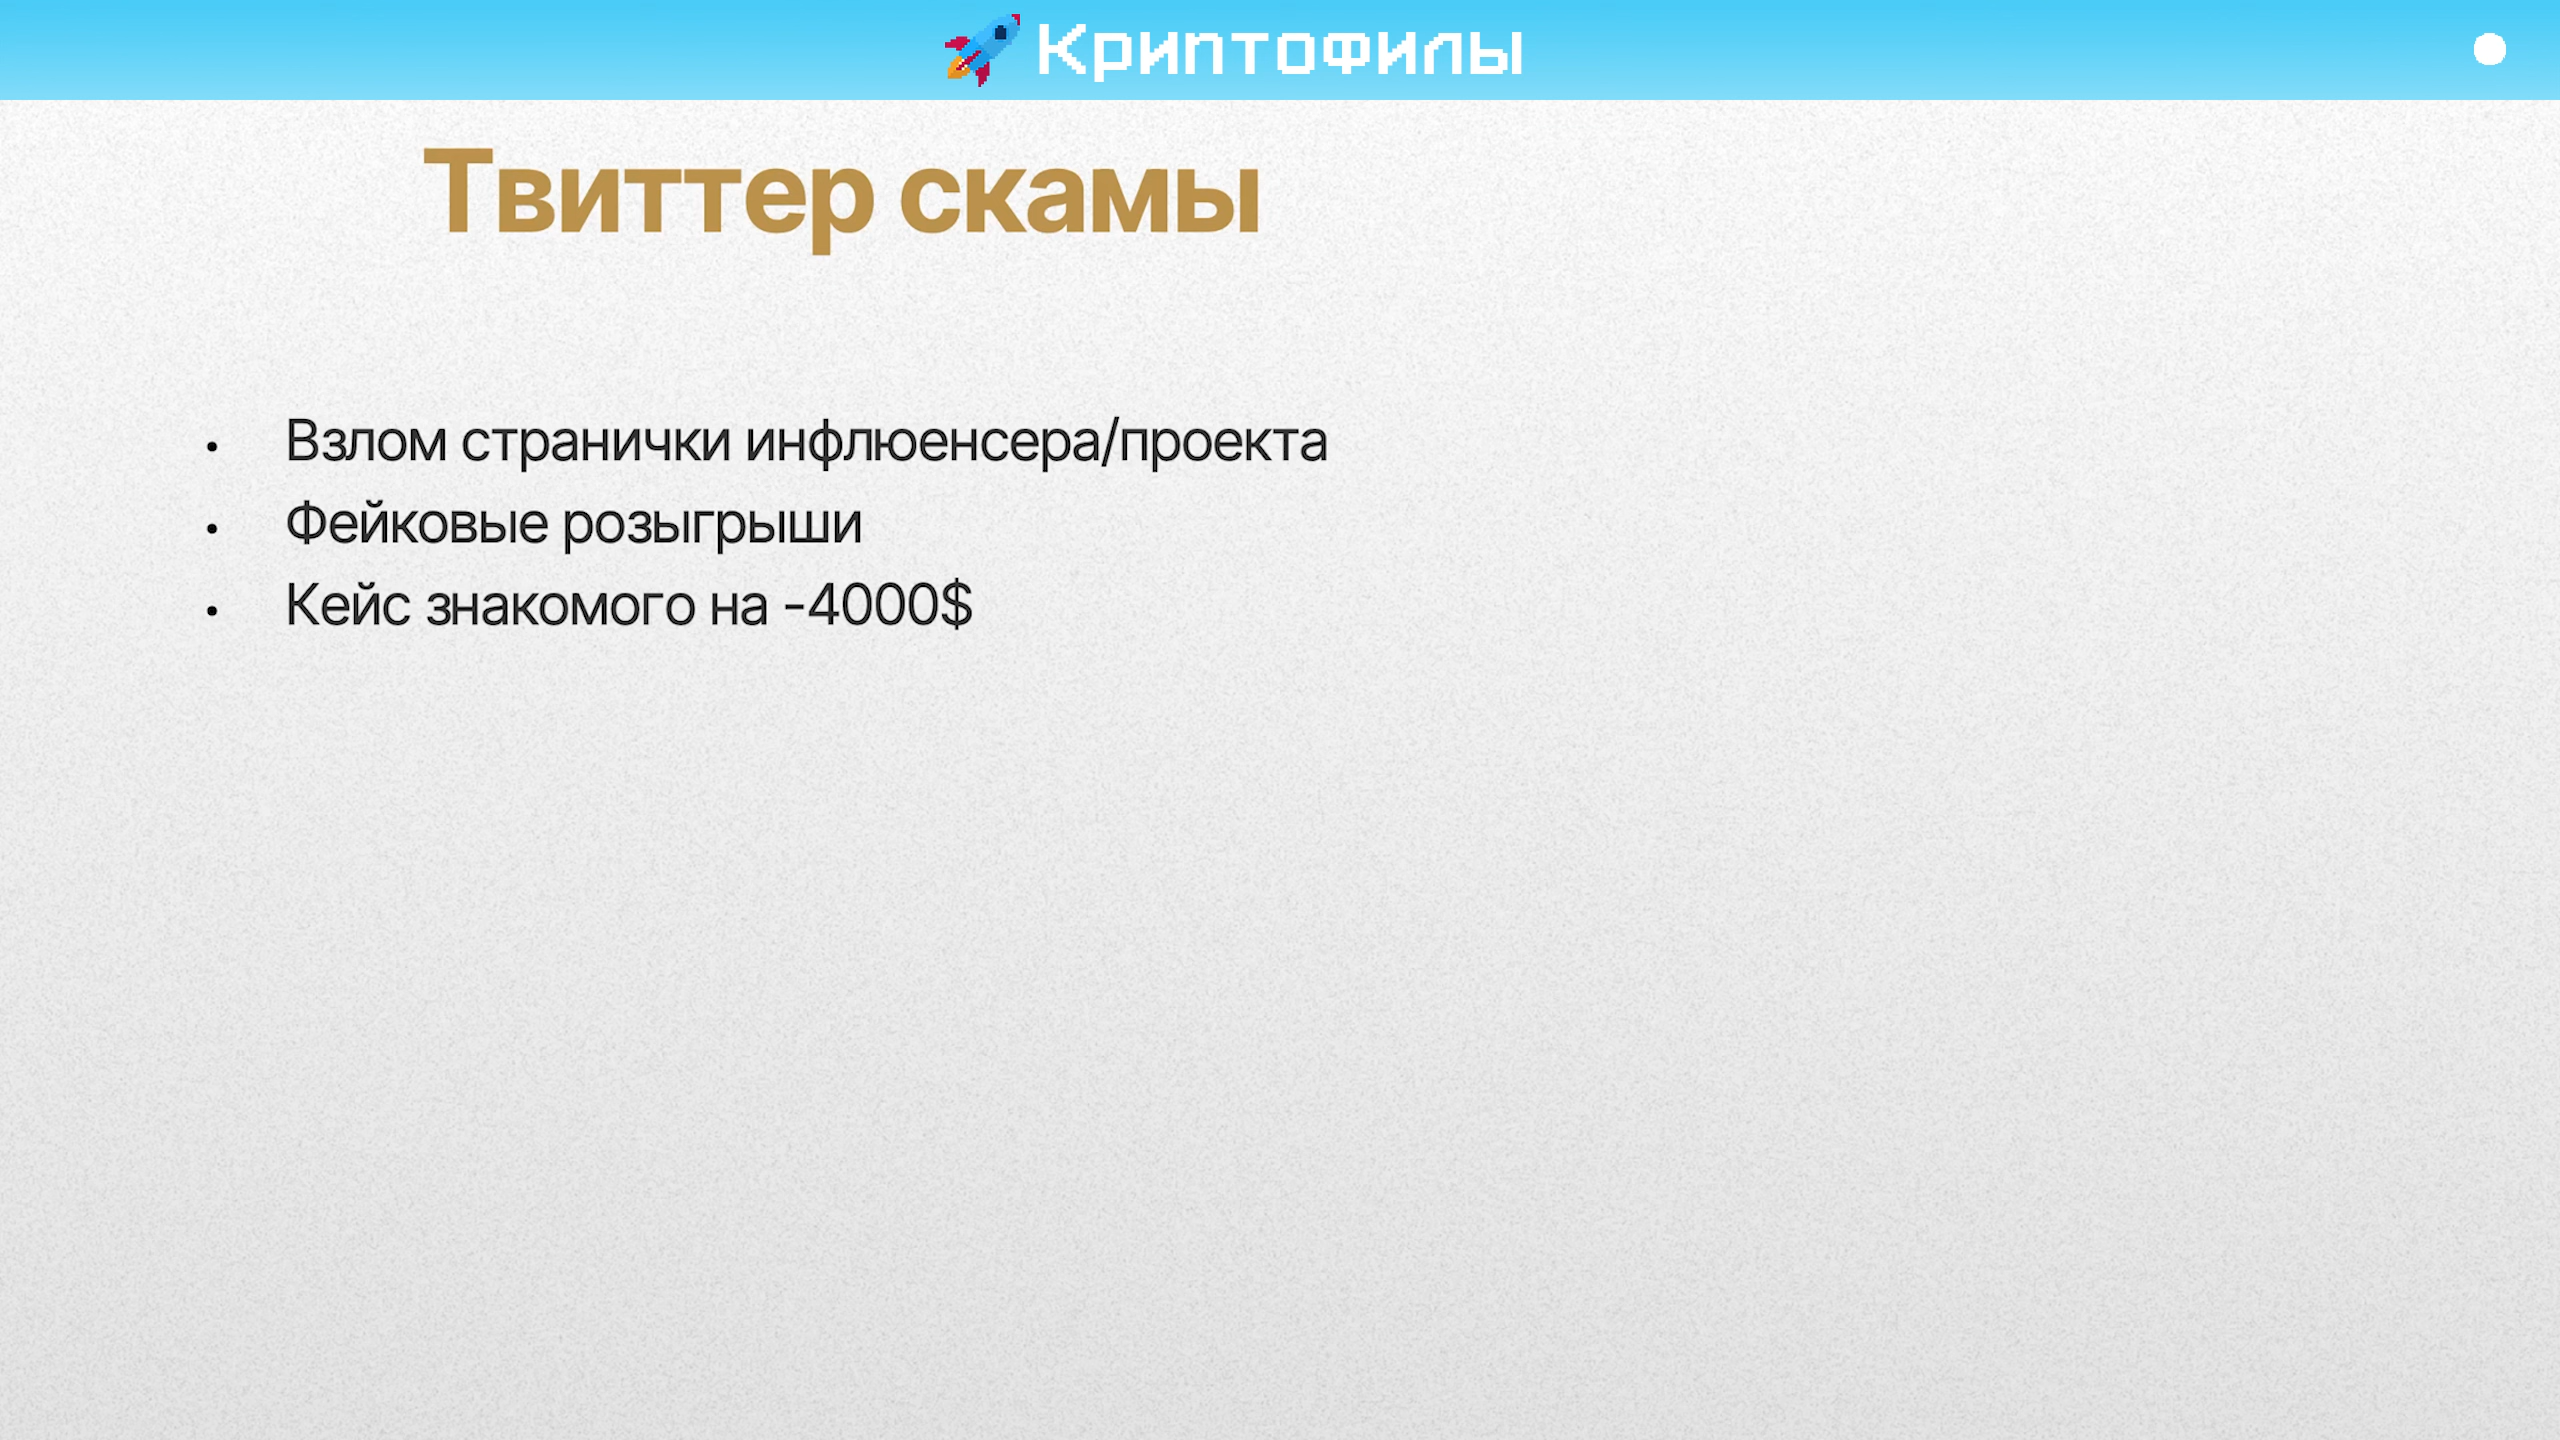 Криптофилы
Твиттер скамы
• Взлом странички инфлюенсера/проекта
• Фейковые розыгрыши
• Кейс знакомого на -4000$